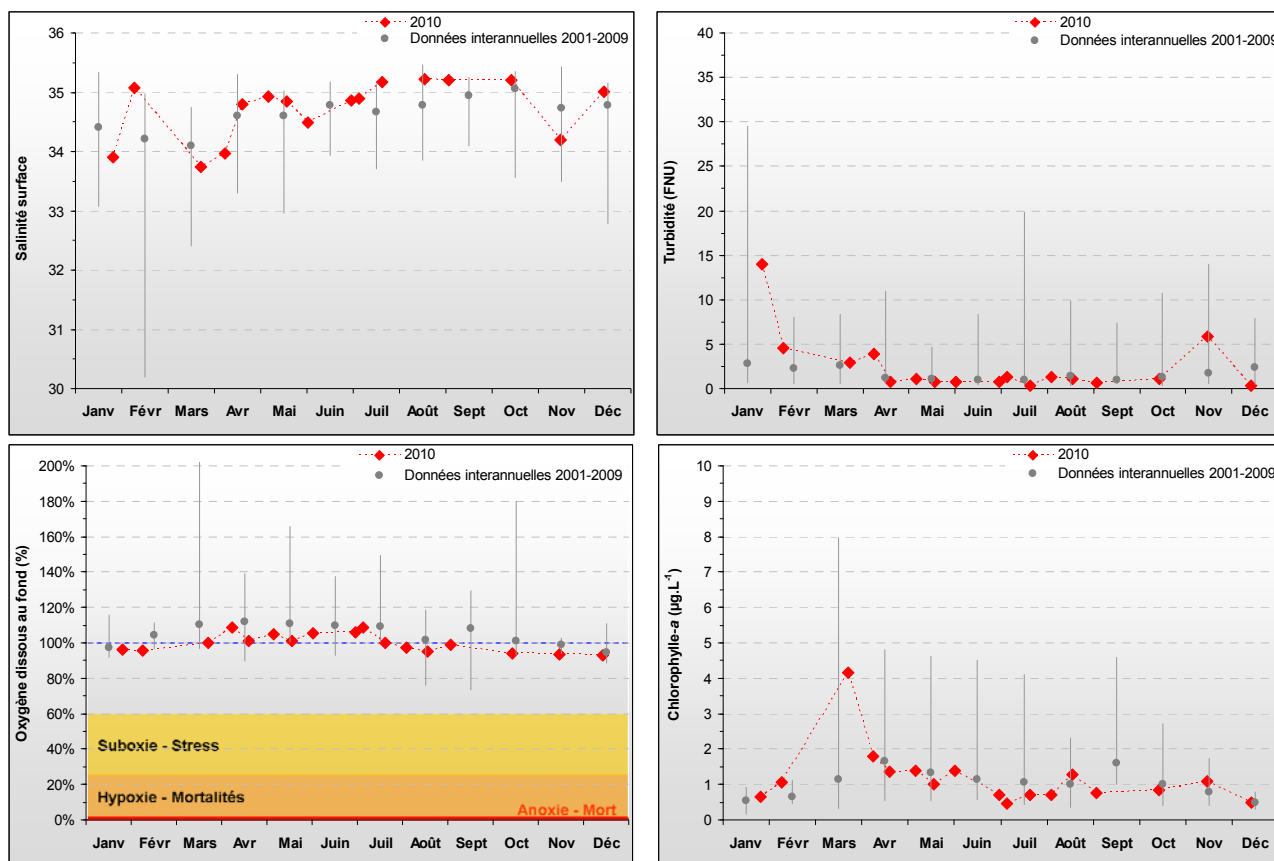 2010
Données interannuelles 2001-2009
36
35
34
33
32
31
30
Salinité surface
Janv Févr Mars Avr Mai Juin Juil Août Sept Oct Nov Déc
2010
Données interannuelles 2001-2009
40
35
30
25
20
15
10
5
0
Turbidité (FNU)
Janv Févr Mars Avr Mai Juin Juil Août Sept Oct Nov Déc
2010
Données interannuelles 2001-2009
200%
180%
160%
140%
120%
100%
80%
60%
40%
20%
0%
Oxygène dissous au fond (%)
Suboxie - Stress
Hypoxie - Mortalités
Anoxie - Mort
Janv Févr Mars Avr Mai Juin Juil Août Sept Oct Nov Déc
2010
Données interannuelles 2001-2009
10
9
8
7
6
5
4
3
2
1
0
Chlorophylle-a (µg.L⁻¹)
Janv Févr Mars Avr Mai Juin Juil Août Sept Oct Nov Déc